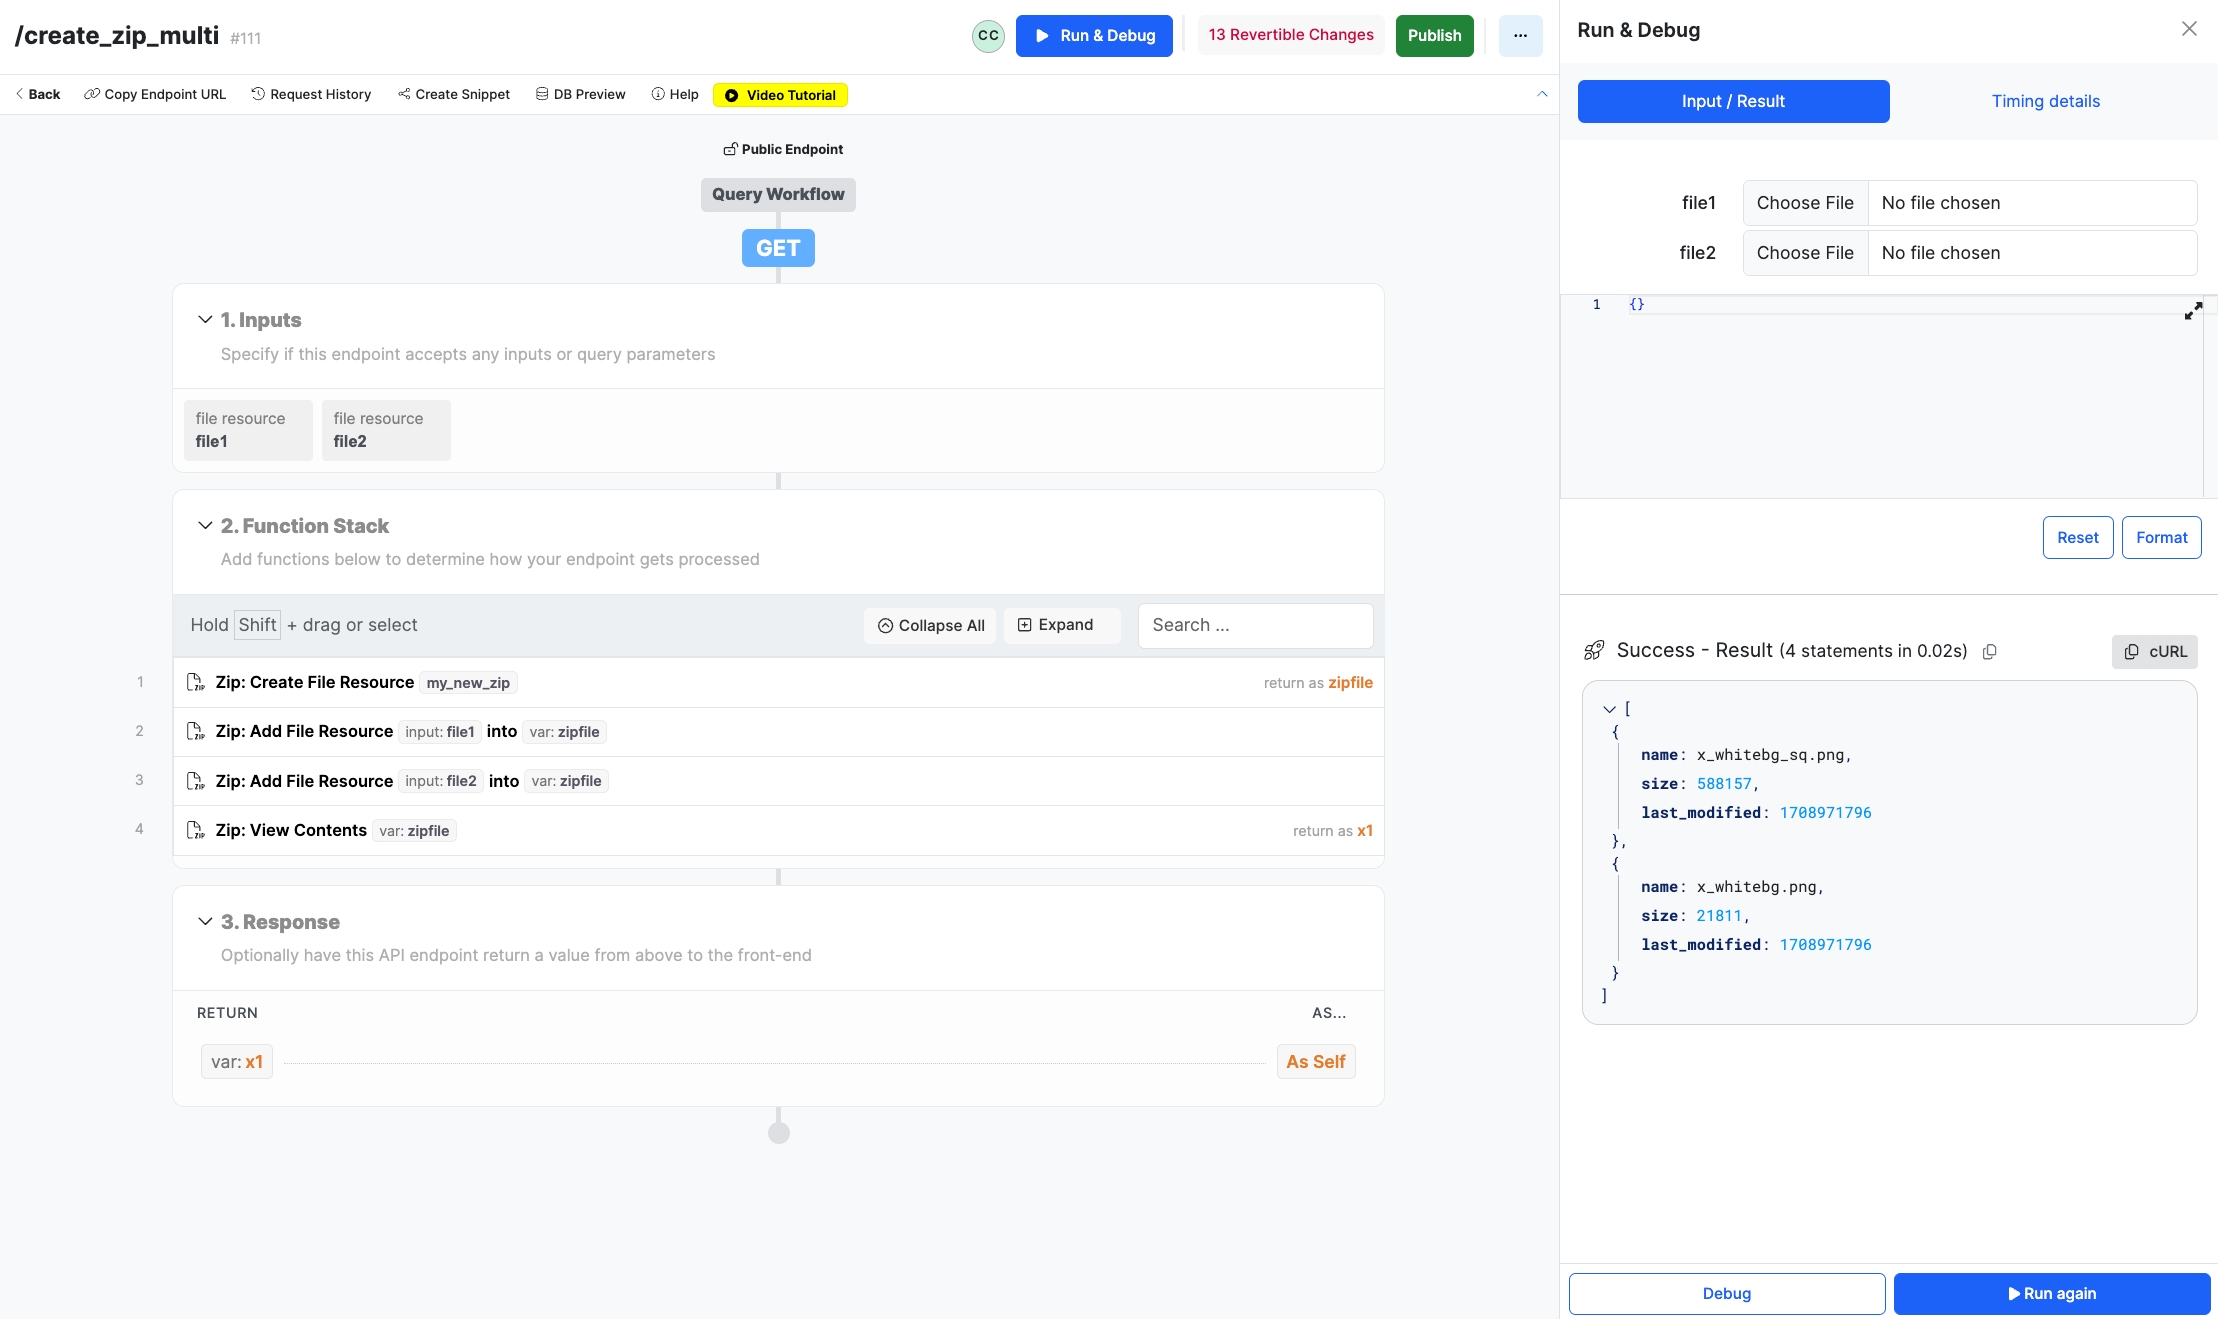 /create_zip_multi #111
CC
Run & Debug
13 Revertible Changes
Publish
...
Back
Copy Endpoint URL
Request History
Create Snippet
DB Preview
Help
Video Tutorial
Public Endpoint
Query Workflow
GET
1. Inputs
Specify if this endpoint accepts any inputs or query parameters
file resource
file1
file resource
file2
2. Function Stack
Add functions below to determine how your endpoint gets processed
Hold Shift + drag or select
Collapse All
Expand
Search ...
1 Zip: Create File Resource my_new_zip return as zipfile
2 Zip: Add File Resource input: file1 into var: zipfile
3 Zip: Add File Resource input: file2 into var: zipfile
4 Zip: View Contents var: zipfile return as x1
3. Response
Optionally have this API endpoint return a value from above to the front-end
RETURN AS...
var: x1 As Self
Run & Debug
Input / Result
Timing details
file1 Choose File No file chosen
file2 Choose File No file chosen
1 {}
Reset
Format
Success - Result (4 statements in 0.02s)
cURL
[
{
name: x_whitebg_sq.png,
size: 588157,
last_modified: 1708971796
},
{
name: x_whitebg.png,
size: 21811,
last_modified: 1708971796
}
]
Debug
Run again